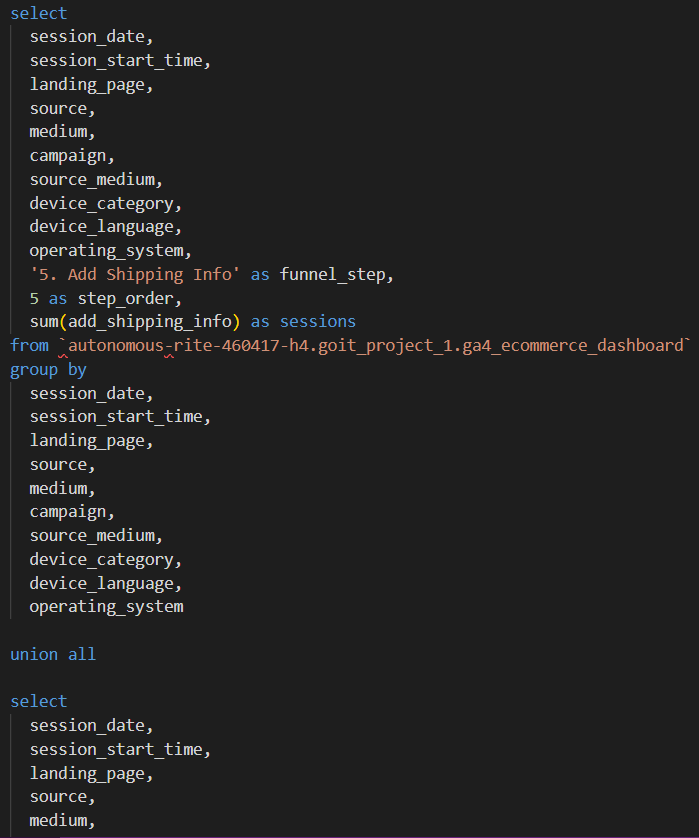 select
session_date,
session_start_time,
landing_page,
source,
medium,
campaign,
source_medium,
device_category,
device_language,
operating_system,
'5. Add Shipping Info' as funnel_step,
5 as step_order,
sum(add_shipping_info) as sessions
from `autonomous-rite-460417-h4.goit_project_1.ga4_ecommerce_dashboard`
group by
session_date,
session_start_time,
landing_page,
source,
medium,
campaign,
source_medium,
device_category,
device_language,
operating_system
union all
select
session_date,
session_start_time,
landing_page,
source,
medium,